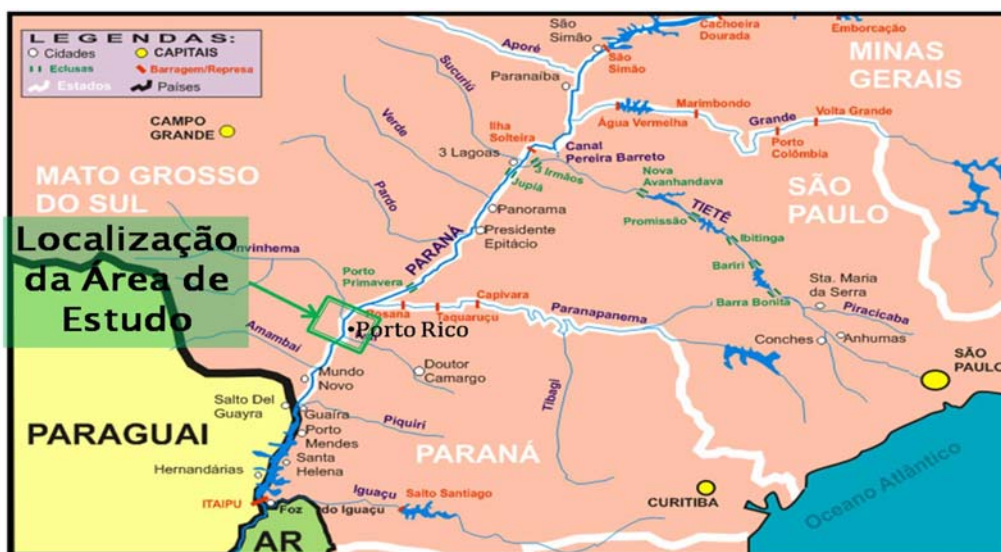 LEGENDAS:
Cidades
CAPITAIS
Eclusas
Barragem/Represa
Estados
Países
São
Simão
Aporé
Cachoeira
Dourada
Emborcação
MINAS
GERAIS
São
Simão
Sucuriú
Paranaíba
Verde
CAMPO
GRANDE
Ilha
Solteira
Água Vermelha
Marimbondo
Grande
Volta Grande
Porto
Colômbia
Canal
Pereira Barreto
3 Lagoas
3 Irmãos
Jupiá
Nova
Avanhandava
SÃO
PAULO
MATO GROSSO
DO SUL
Pardo
Panorama
Presidente
Epitácio
PARANÁ
Promissão
TIETÊ
Ibitinga
Bariri
Barra Bonita
Sta. Maria
da Serra
Piracicaba
Localização
da Área de
Estudo
Porto
Primavera
Rosana
Taquaruçu
Capivara
Paranapanema
Porto Rico
Amambai
Conches
Anhumas
SÃO
PAULO
Doutor
Camargo
Mundo
Novo
Tibagi
Salto Del
Guayra
Guaíra
Porto
Mendes
Piquiri
PARAGUAI
Santa
Helena
PARANÁ
Hernandárias
Iguaçu
Salto Santiago
ITAIPU
Foz do Iguaçu
CURITIBA
Oceano Atlântico
AR